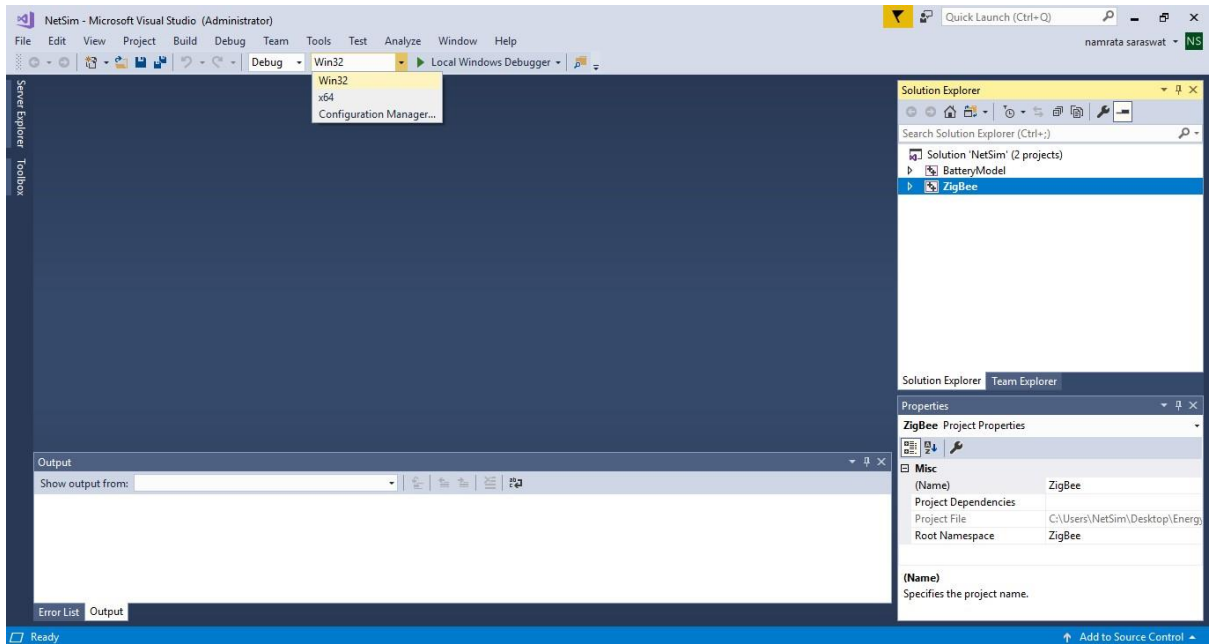 NetSim - Microsoft Visual Studio (Administrator)
Quick Launch (Ctrl+Q)
File Edit View Project Build Debug Team Tools Test Analyze Window Help
namrata saraswat NS
Debug Win32 Local Windows Debugger
Win32
x64
Configuration Manager...
Server Explorer
Toolbox
Solution Explorer
Search Solution Explorer (Ctrl+;)
Solution 'NetSim' (2 projects)
BatteryModel
ZigBee
Solution Explorer Team Explorer
Properties
ZigBee Project Properties
Misc
(Name) ZigBee
Project Dependencies
Project File C:\Users\NetSim\Desktop\Energy
Root Namespace ZigBee
(Name)
Specifies the project name.
Output
Show output from:
Error List Output
Ready
Add to Source Control